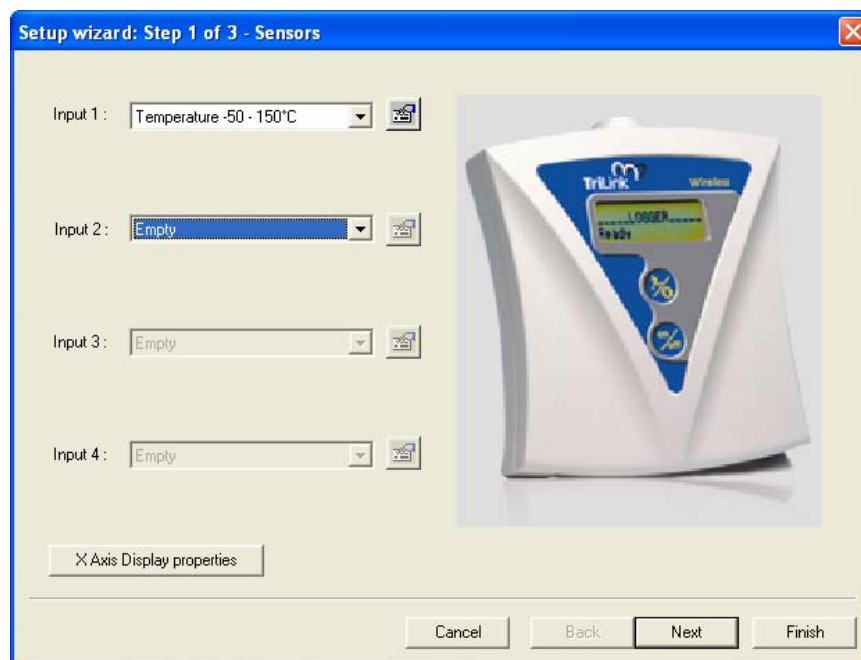 Setup wizard: Step 1 of 3 - Sensors
Input 1 :
Temperature -50 - 150°C
Input 2 :
Empty
Input 3 :
Empty
Input 4 :
Empty
TriLink
Wireless
LOGGER
Ready
X Axis Display properties
Cancel
Back
Next
Finish